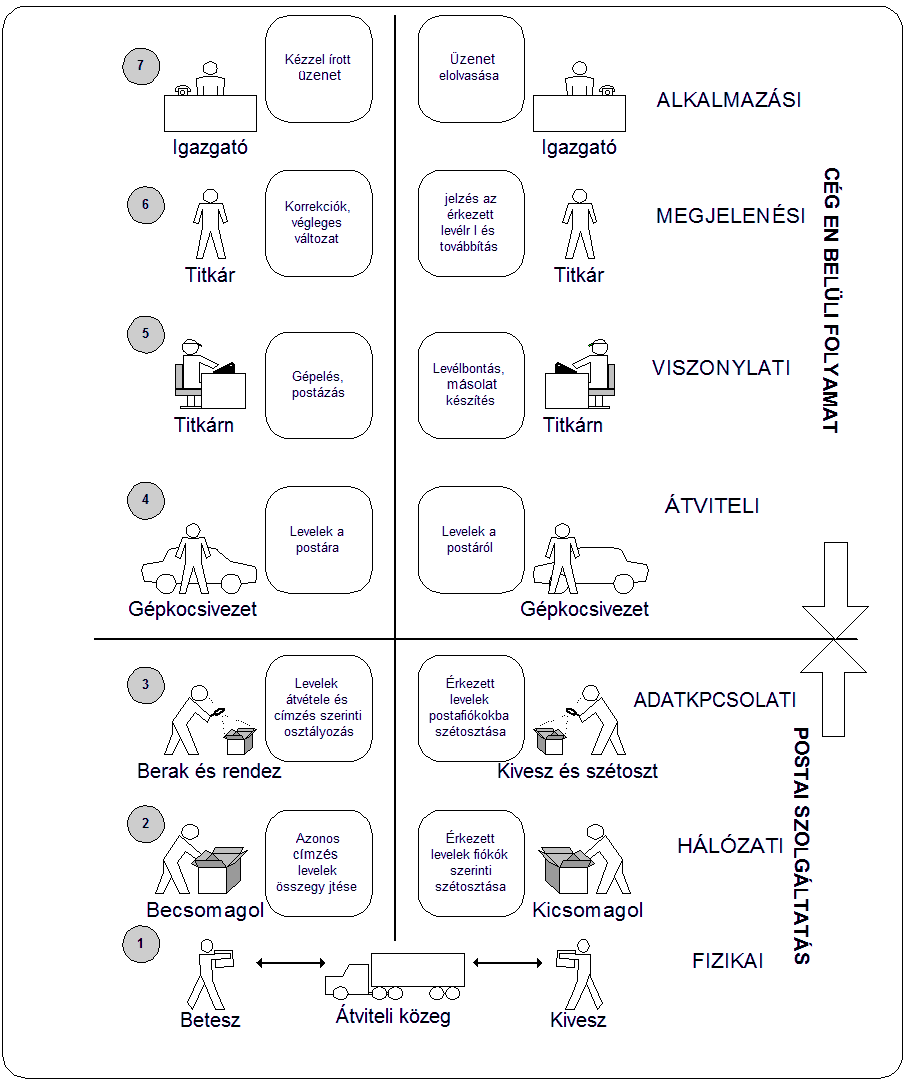 7
Kézzel írott
üzenet
Igazgató
Üzenet
elolvasása
Igazgató
ALKALMAZÁSI
6
Korrekciók,
végleges
változat
Titkár
jelzés az
érkezett
levélr l és
továbbítás
Titkár
MEGJELENÉSI
5
Gépelés,
postázás
Titkárn
Levélbontás,
másolat
készítés
Titkárn
VISZONYLATI
CÉG EN BELÜLI FOLYAMAT
4
Levelek a
postára
Gépkocsivezet
Levelek a
postáról
Gépkocsivezet
ÁTVITELI
3
Levelek
átvétele és
címzés szerinti
osztályozás
Berak és rendez
Érkezett
levelek
postafiókokba
szétosztása
Kivesz és szétoszt
ADATKPCSOLATI
2
Azonos
címzés
levelek
összegy jtése
Becsomagol
Érkezett
levelek fiókók
szerinti
szétosztása
Kicsomagol
HÁLÓZATI
POSTAI SZOLGÁLTATÁS
1
Betesz
Átviteli közeg
Kivesz
FIZIKAI